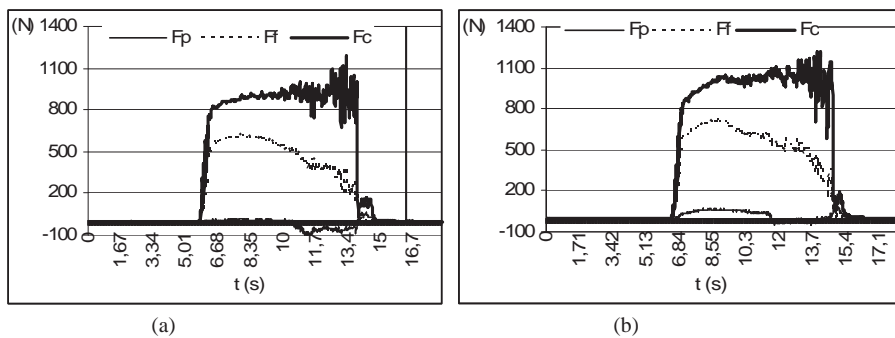 (N) 1400
Fp Ff Fc
1100
800
500
200
-100
0 1,67 3,34 5,01 6,68 8,35 10 11,7 13,4 15 16,7
t (s)
(a)
(N) 1400
Fp Ff Fc
1100
800
500
200
-100
0 1,71 3,42 5,13 6,84 8,55 10,3 12 13,7 15,4 17,1
t (s)
(b)